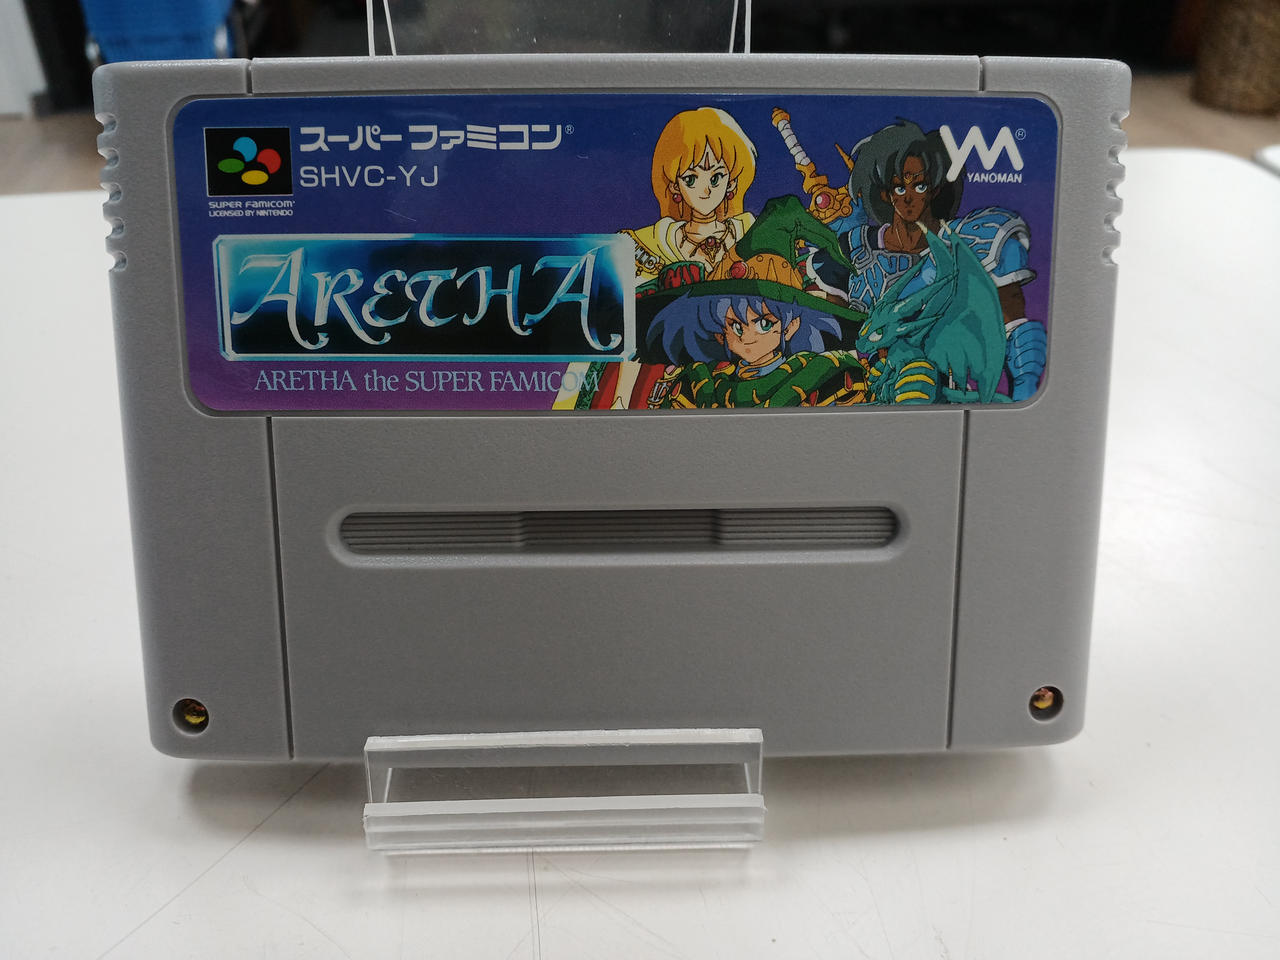 スーパーファミコン®
SHVC-YJ
SUPER FAMICOM®
LICENSED BY NINTENDO
YM®
YANOMAN
ARETHA
ARETHA the SUPER FAMICOM